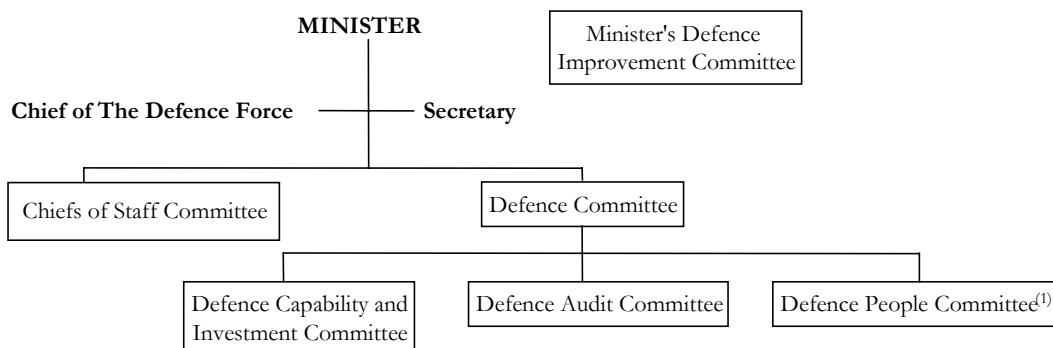 MINISTER
Minister's Defence
Improvement Committee
Chief of The Defence Force
Secretary
Chiefs of Staff Committee
Defence Committee
Defence Capability and
Investment Committee
Defence Audit Committee
Defence People Committee(1)